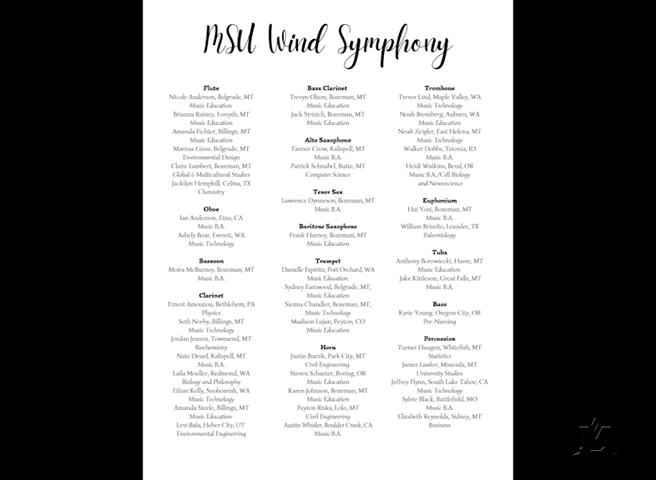 MSU Wind Symphony
Flute
Nicole Anderson, Belgrade, MT
Music Education
Brianna Rainey, Forsyth, MT
Music Education
Amanda Fichter, Billings, MT
Music Education
Marissa Giese, Belgrade, MT
Environmental Design
Claire Lambert, Bozeman, MT
Global & Multicultural Studies
Jackilyn Hemphill, Celina, TX
Chemistry
Oboe
Ian Anderson, Etna, CA
Music B.A.
Ashely Boar, Everett, WA
Music Technology
Bassoon
Moira McBurney, Bozeman, MT
Music B.A.
Clarinet
Ernest Amouzou, Bethlehem, PA
Physics
Seth Norby, Billings, MT
Music Technology
Jordan Jensen, Townsend, MT
Biochemistry
Nate Deuel, Kalispell, MT
Music B.A.
Laila Moeller, Redmond, WA
Biology and Philosophy
Ethan Kelly, Snohomish, WA
Music Technology
Amanda Steele, Billings, MT
Music Education
Levi Bala, Heber City, UT
Environmental Engineering
Bass Clarinet
Trevyn Olson, Bozeman, MT
Music Education
Jack Stritzich, Bozeman, MT
Music Education
Alto Saxophone
Tanner Crow, Kalispell, MT
Music B.A.
Patrick Schnabel, Butte, MT
Computer Science
Tenor Sax
Lawrence Dynneson, Bozeman, MT
Music B.A.
Baritone Saxophone
Frank Harney, Bozeman, MT
Music Education
Trumpet
Danielle Espiritu, Port Orchard, WA
Music Education
Sydney Eastwood, Belgrade, MT,
Music Education
Sienna Chandler, Bozeman, MT,
Music Technology
Madison Lujan, Peyton, CO
Music Education
Horn
Justin Bursik, Park City, MT
Civil Engineering
Steven Schuster, Boring, OR
Music Education
Karen Johnson, Bozeman, MT
Music Education
Peyton Riska, Lolo, MT
Civil Engineering
Austin Whisler, Boulder Creek, CA
Music B.A.
Trombone
Trevor Lind, Maple Valley, WA
Music Technology
Noah Bromberg, Auburn, WA
Music Education
Noah Zeigler, East Helena, MT
Music Technology
Walker Dobbs, Tetonia, ID
Music B.A.
Heidi Watkins, Bend, OR
Music B.A./Cell Biology
and Neuroscience
Euphonium
Hui Yost, Bozeman, MT
Music B.A.
William Briseño, Leander, TX
Paleontology
Tuba
Anthony Borowiecki, Havre, MT
Music Education
Jake Kittleson, Great Falls, MT
Music B.A.
Bass
Kyrie Young, Oregon City, OR
Pre-Nursing
Percussion
Turner Haugen, Whitefish, MT
Statistics
James Lawler, Missoula, MT
University Studies
Jeffrey Flynn, South Lake Tahoe, CA
Music Technology
Sylvie Black, Battlefield, MO
Music B.A.
Elizabeth Reynolds, Sidney, MT
Business